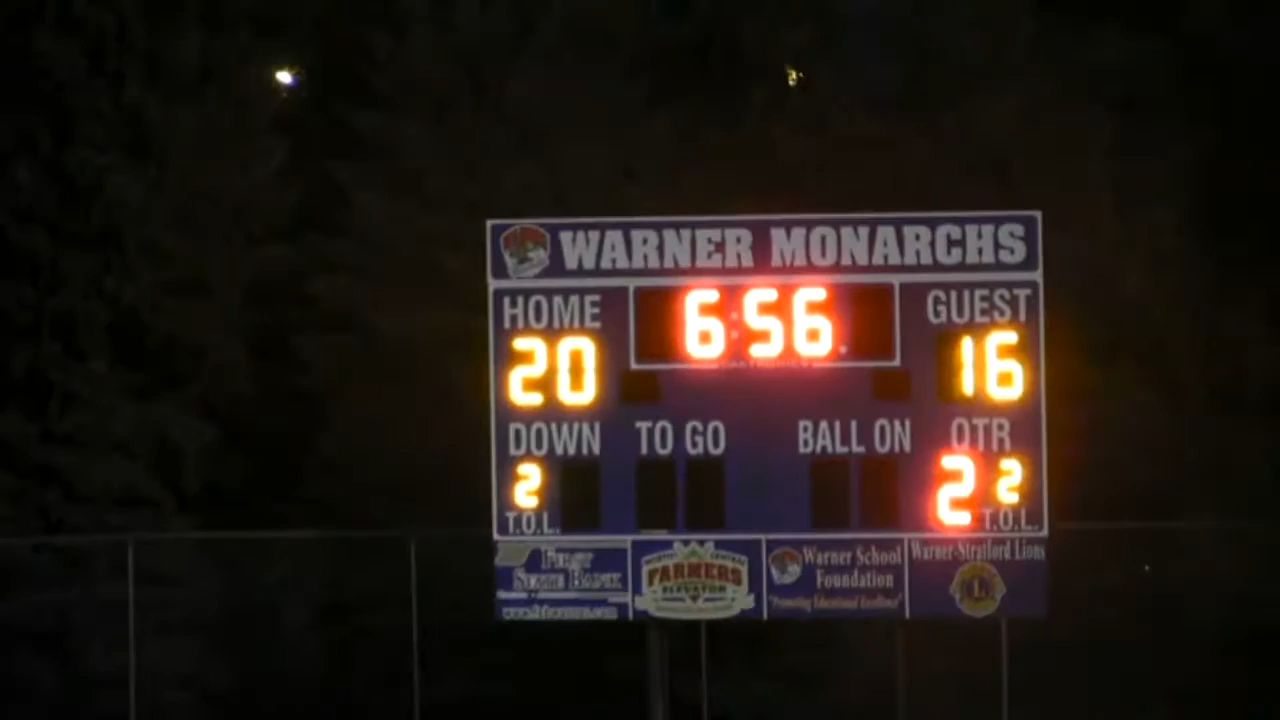 WARNER MONARCHS
HOME 6:56 GUEST
20 16
DOWN TO GO BALL ON QTR
2 2 2
T.O.L. T.O.L.
FIRST STATE BANK
FARMERS ELEVATOR
Warner School Foundation
"Promoting Educational Excellence"
Warner-Stratford Lions
L